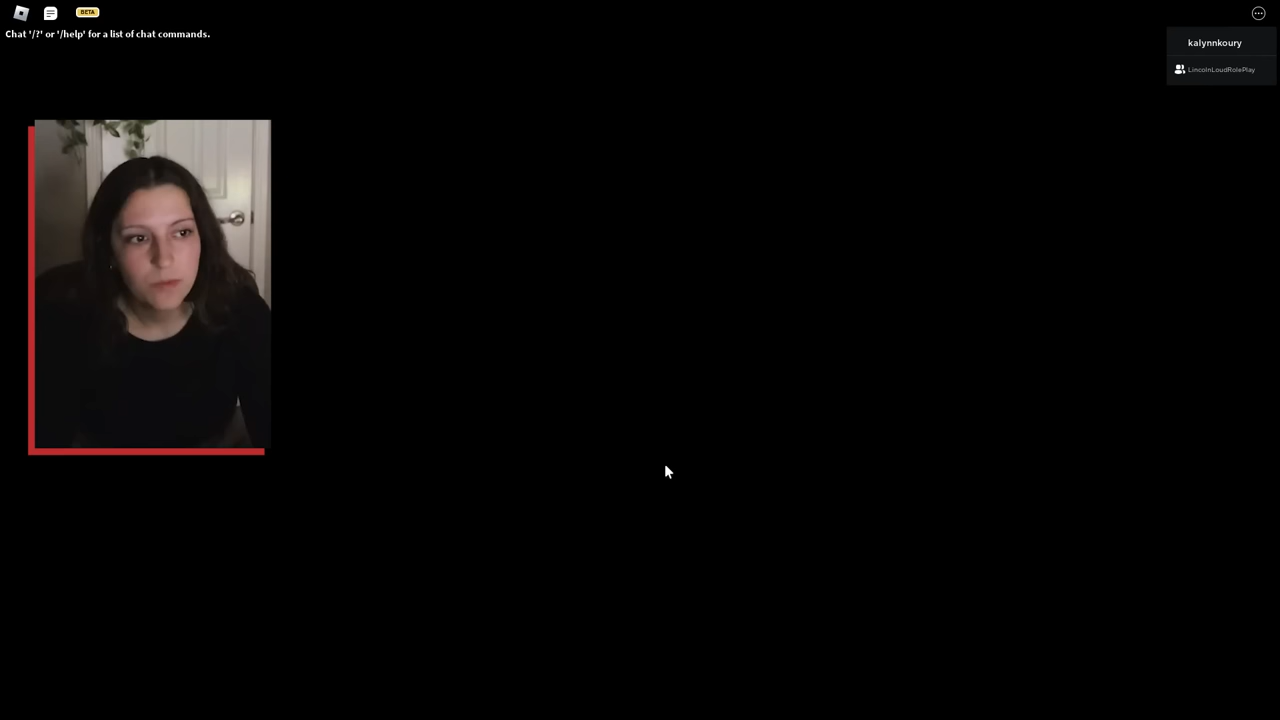 BETA
Chat '/?' or '/help' for a list of chat commands.
kalynnkoury
LincolnLoudRolePlay